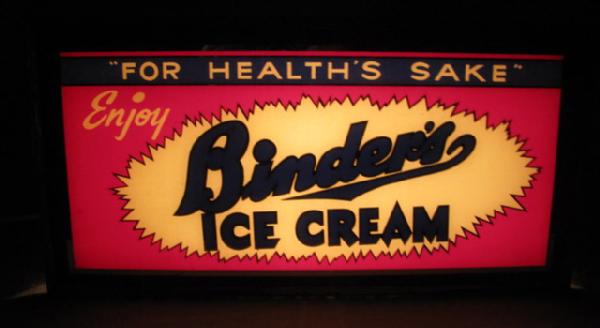 "FOR HEALTH'S SAKE"
Enjoy
Binder's
ICE CREAM